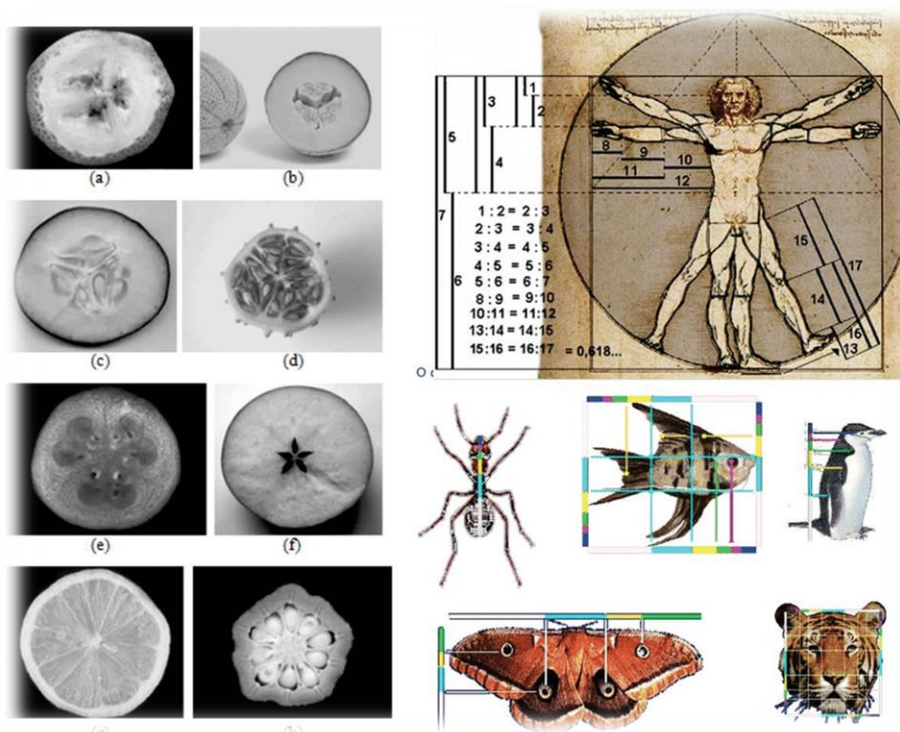 (a)
(b)
(c)
(d)
(e)
(f)
1
3
2
5
4
7
6
8
9
10
11
12
15
17
14
16
13
1 : 2 = 2 : 3
2 : 3 = 3 : 4
3 : 4 = 4 : 5
4 : 5 = 5 : 6
5 : 6 = 6 : 7
8 : 9 = 9:10
10:11 = 11:12
13:14 = 14:15
15:16 = 16:17 = 0,618...